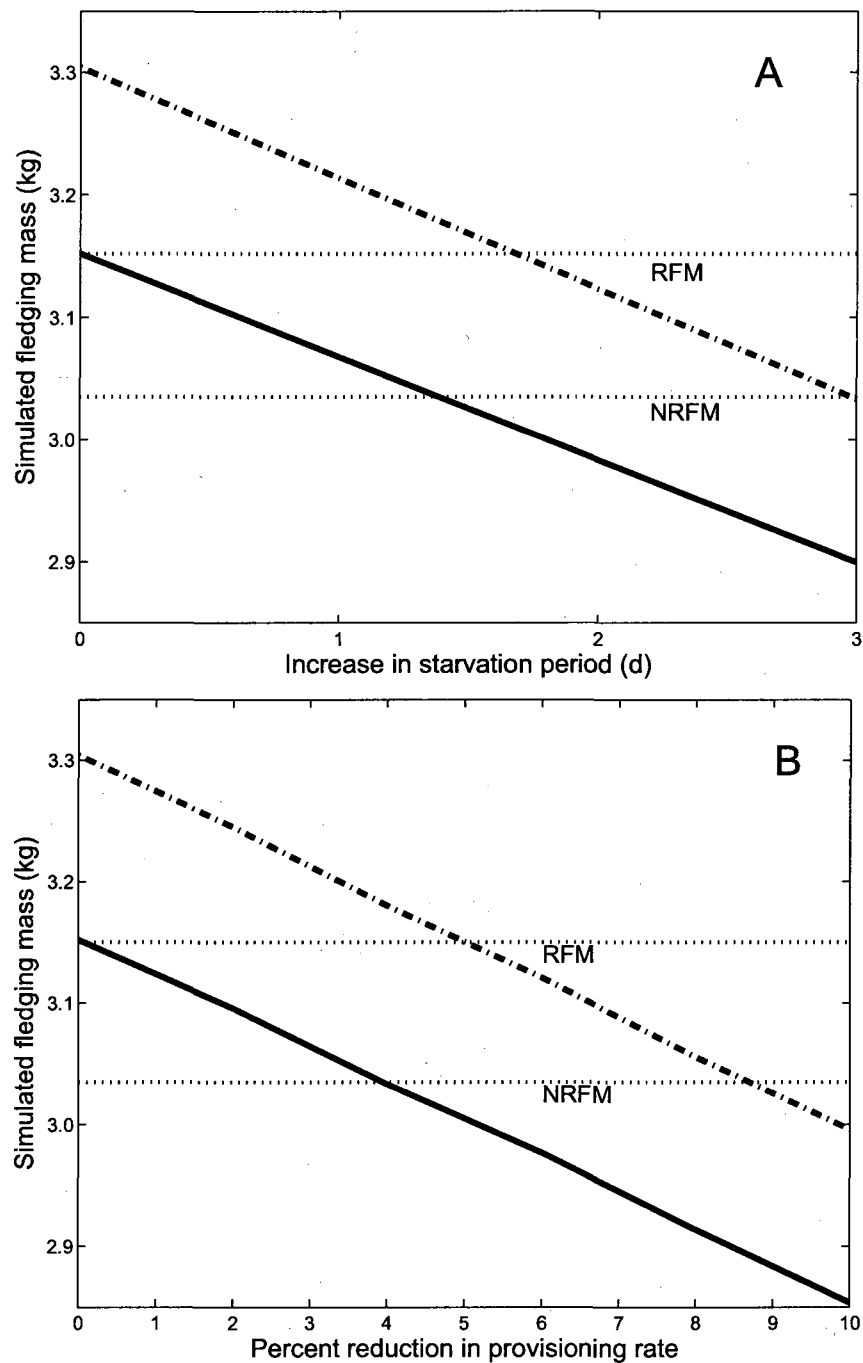 A
Simulated fledging mass (kg)
3.3
3.2
3.1
3.0
2.9
RFM
NRFM
0 1 2 3
Increase in starvation period (d)
B
Simulated fledging mass (kg)
3.3
3.2
3.1
3.0
2.9
RFM
NRFM
0 1 2 3 4 5 6 7 8 9 10
Percent reduction in provisioning rate